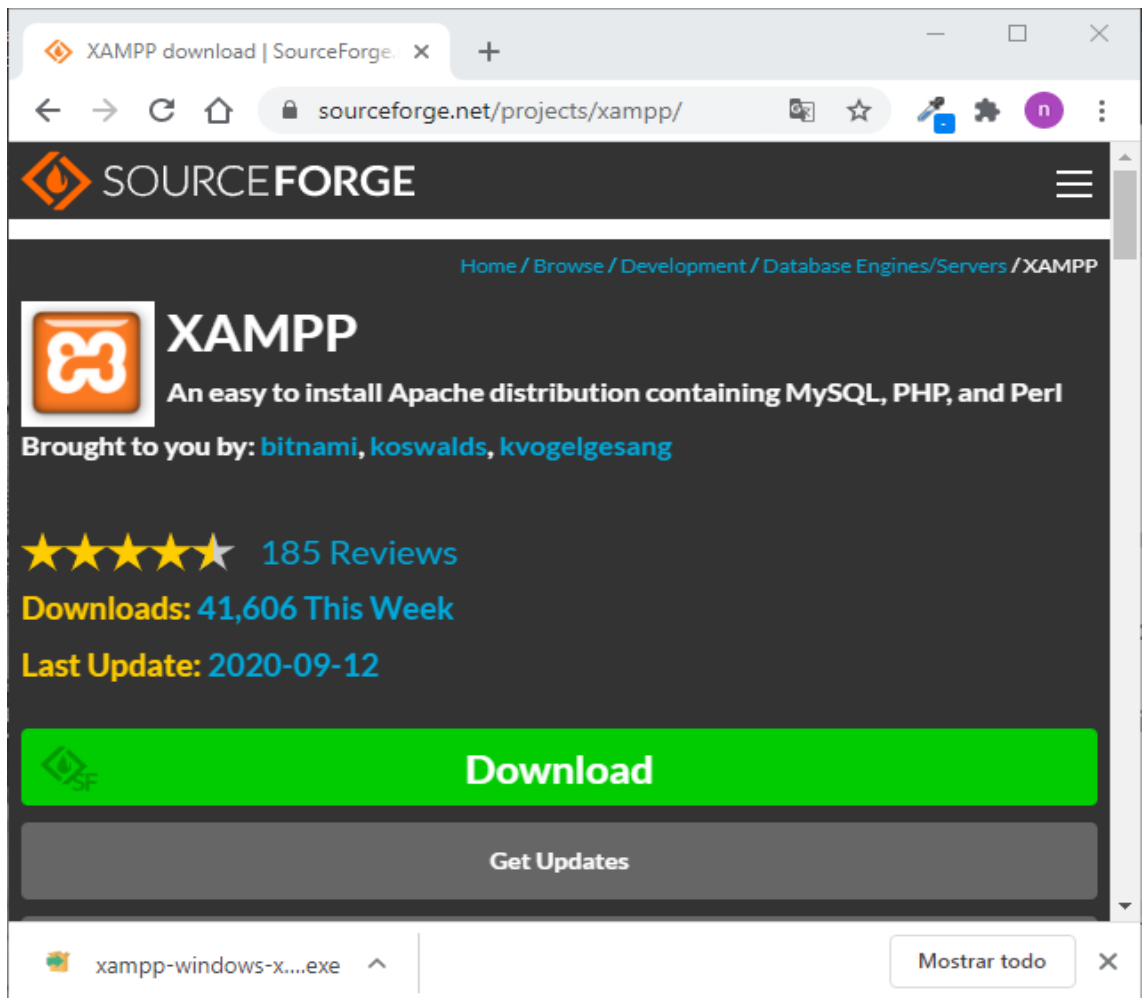 XAMPP download | SourceForge.
sourceforge.net/projects/xampp/
n
SOURCEFORGE
Home / Browse / Development / Database Engines/Servers / XAMPP
XAMPP
An easy to install Apache distribution containing MySQL, PHP, and Perl
Brought to you by: bitnami, koswalds, kvogelgesang
185 Reviews
Downloads: 41,606 This Week
Last Update: 2020-09-12
SF
Download
Get Updates
xampp-windows-x....exe
Mostrar todo